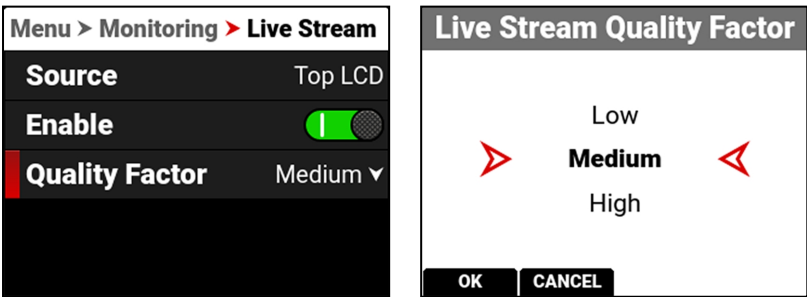 Menu > Monitoring > Live Stream
Source Top LCD
Enable
Quality Factor Medium
Live Stream Quality Factor
Low
Medium
High
OK CANCEL